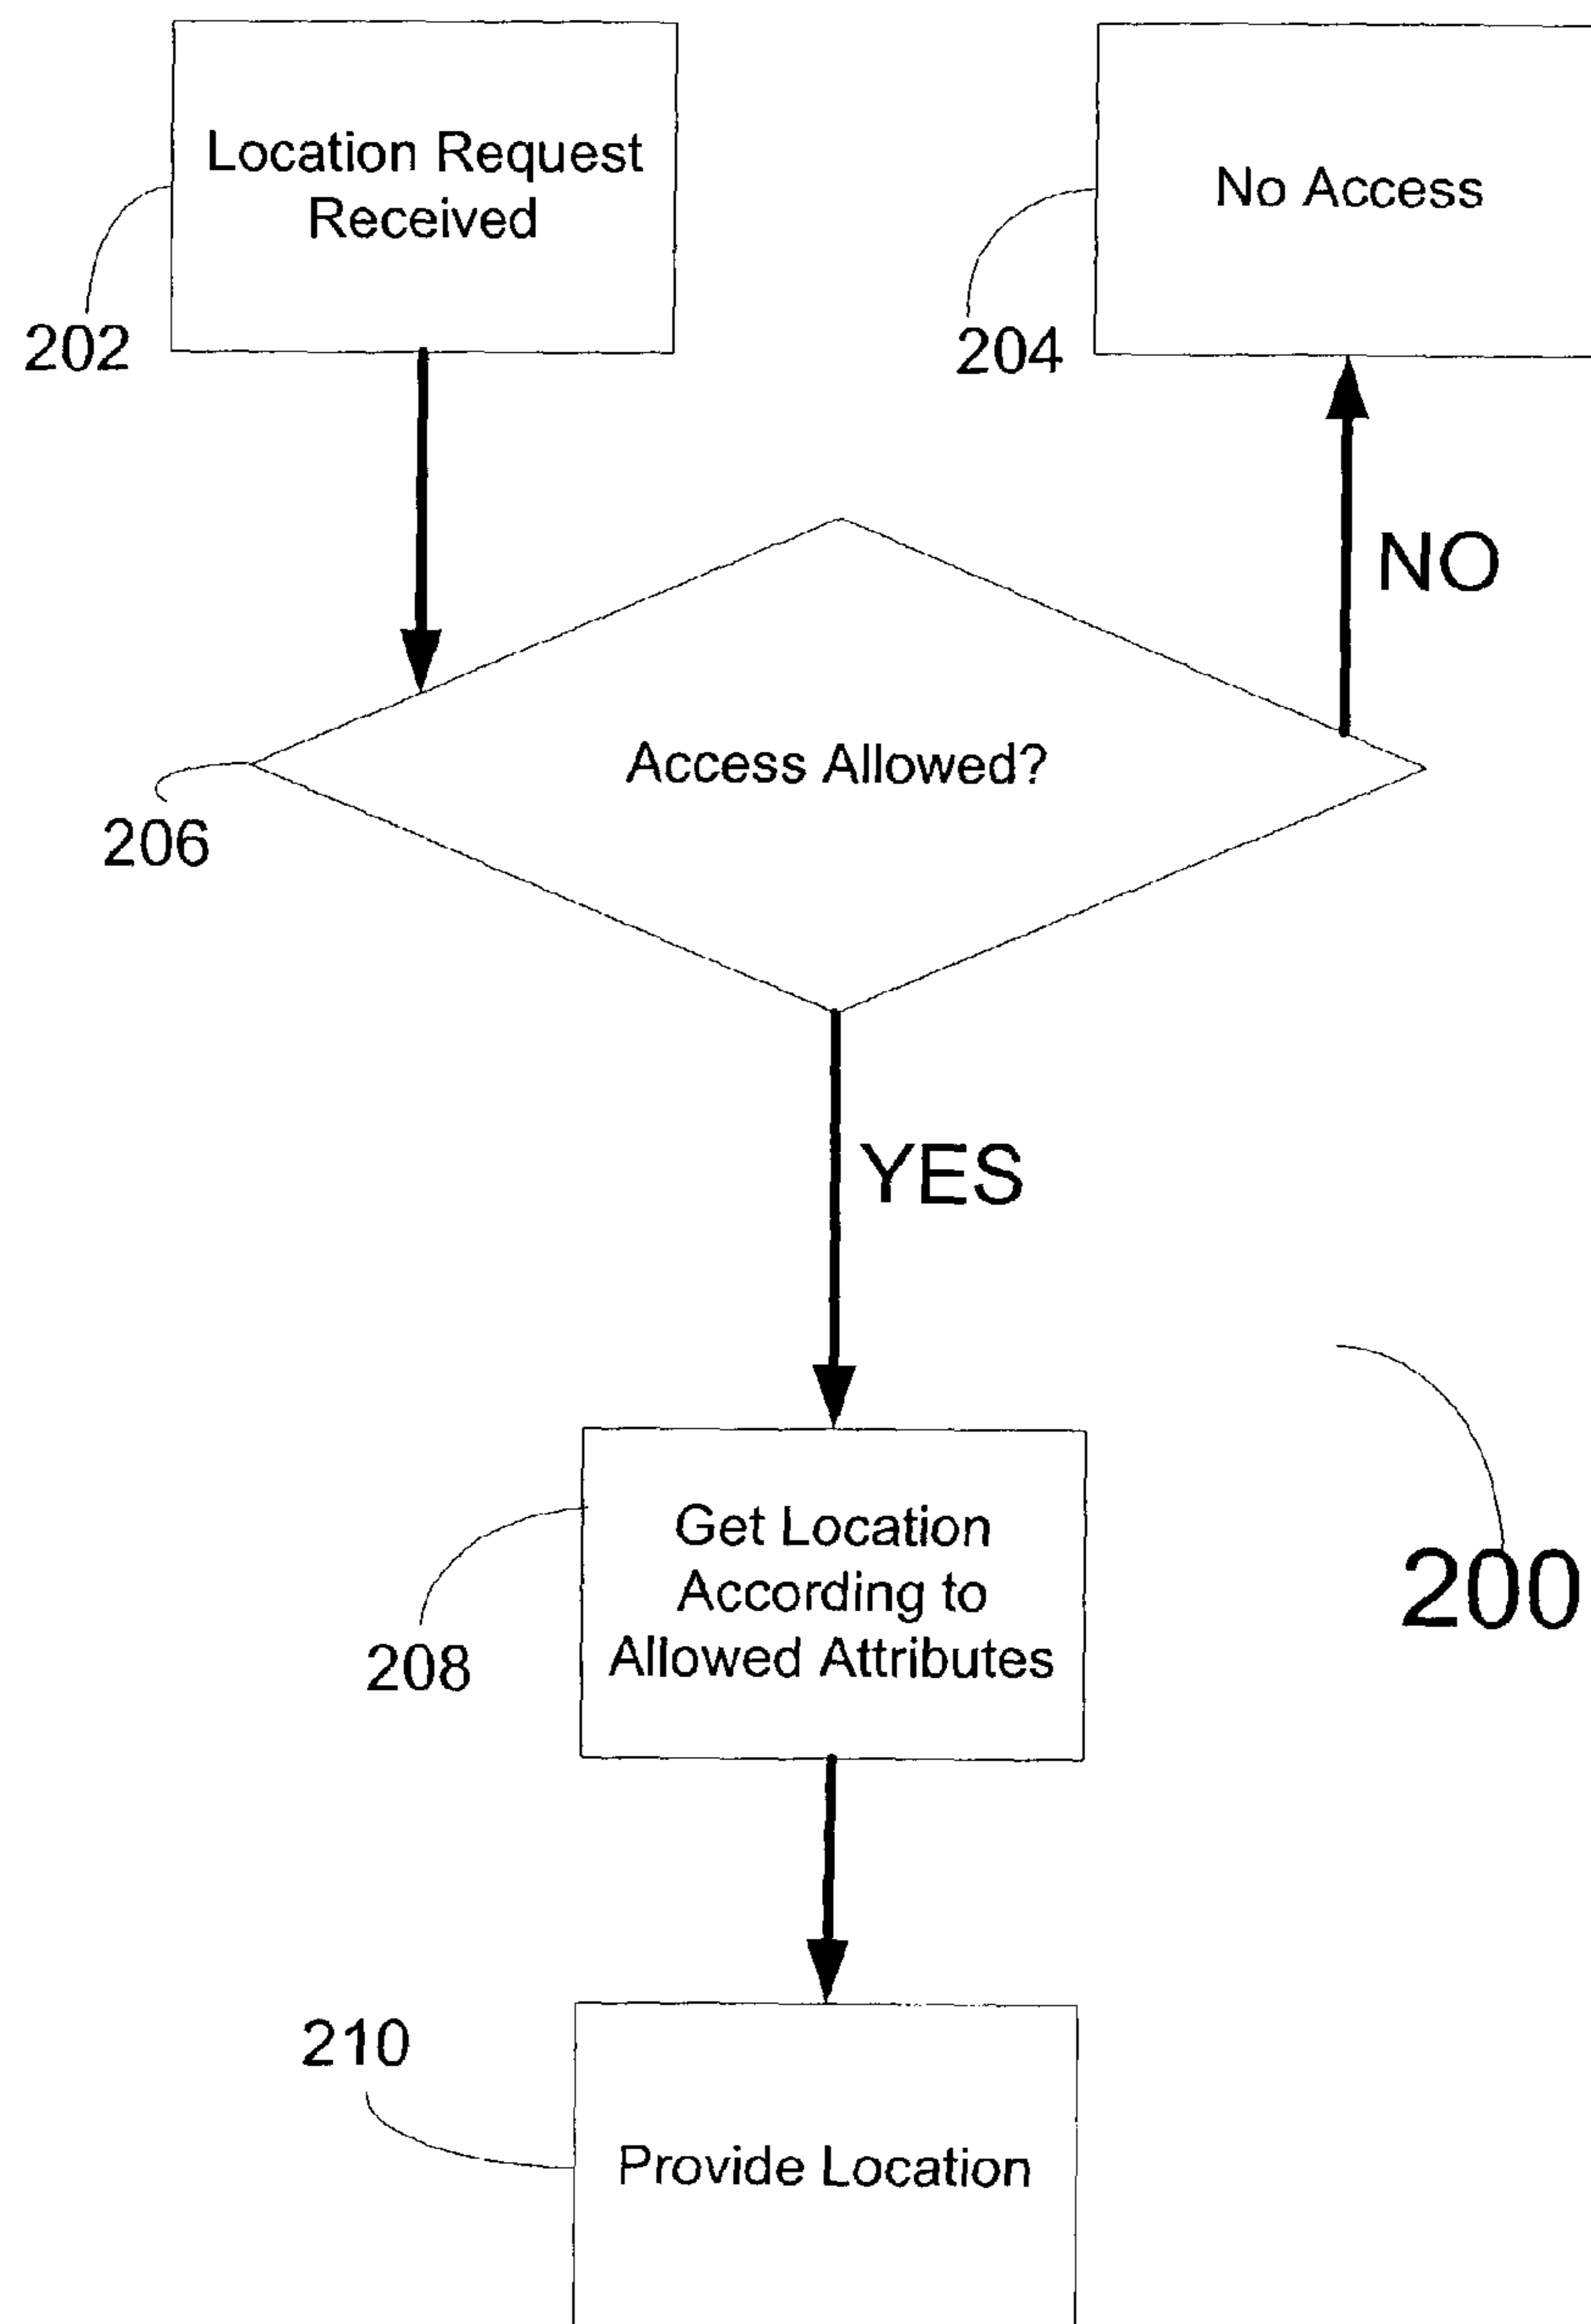 Location Request
Received
202
No Access
204
NO
Access Allowed?
206
YES
Get Location
According to
Allowed Attributes
208
200
210
Provide Location